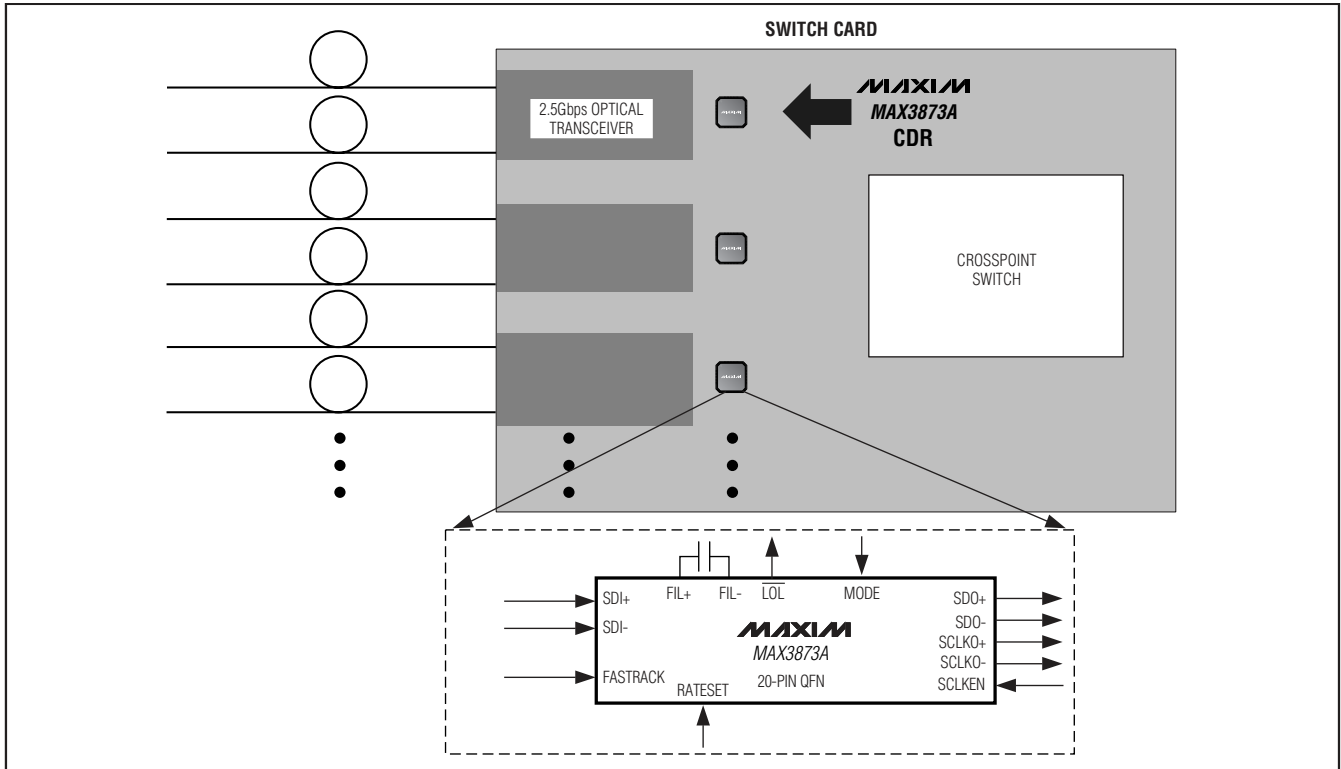 SWITCH CARD
2.5Gbps OPTICAL
TRANSCEIVER
MAXIM
MAX3873A
CDR
CROSSPOINT
SWITCH
FIL+ FIL- LOL MODE
SDI+
SDI-
FASTRACK
RATESET
MAXIM
MAX3873A
20-PIN QFN
SDO+
SDO-
SCLKO+
SCLKO-
SCLKEN